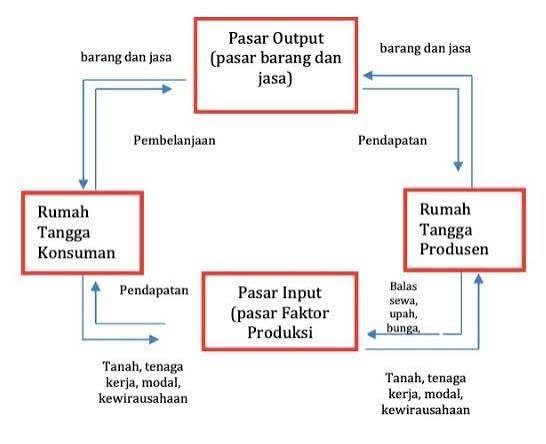 Pasar Output
(pasar barang dan
jasa)
barang dan jasa
barang dan jasa
Pembelanjaan
Pendapatan
Rumah
Tangga
Konsuman
Rumah
Tangga
Produsen
Pendapatan
Pasar Input
(pasar Faktor
Produksi
Balas
sewa,
upah,
bunga,
Tanah, tenaga
kerja, modal,
kewirausahaan
Tanah, tenaga
kerja, modal,
kewirausahaan